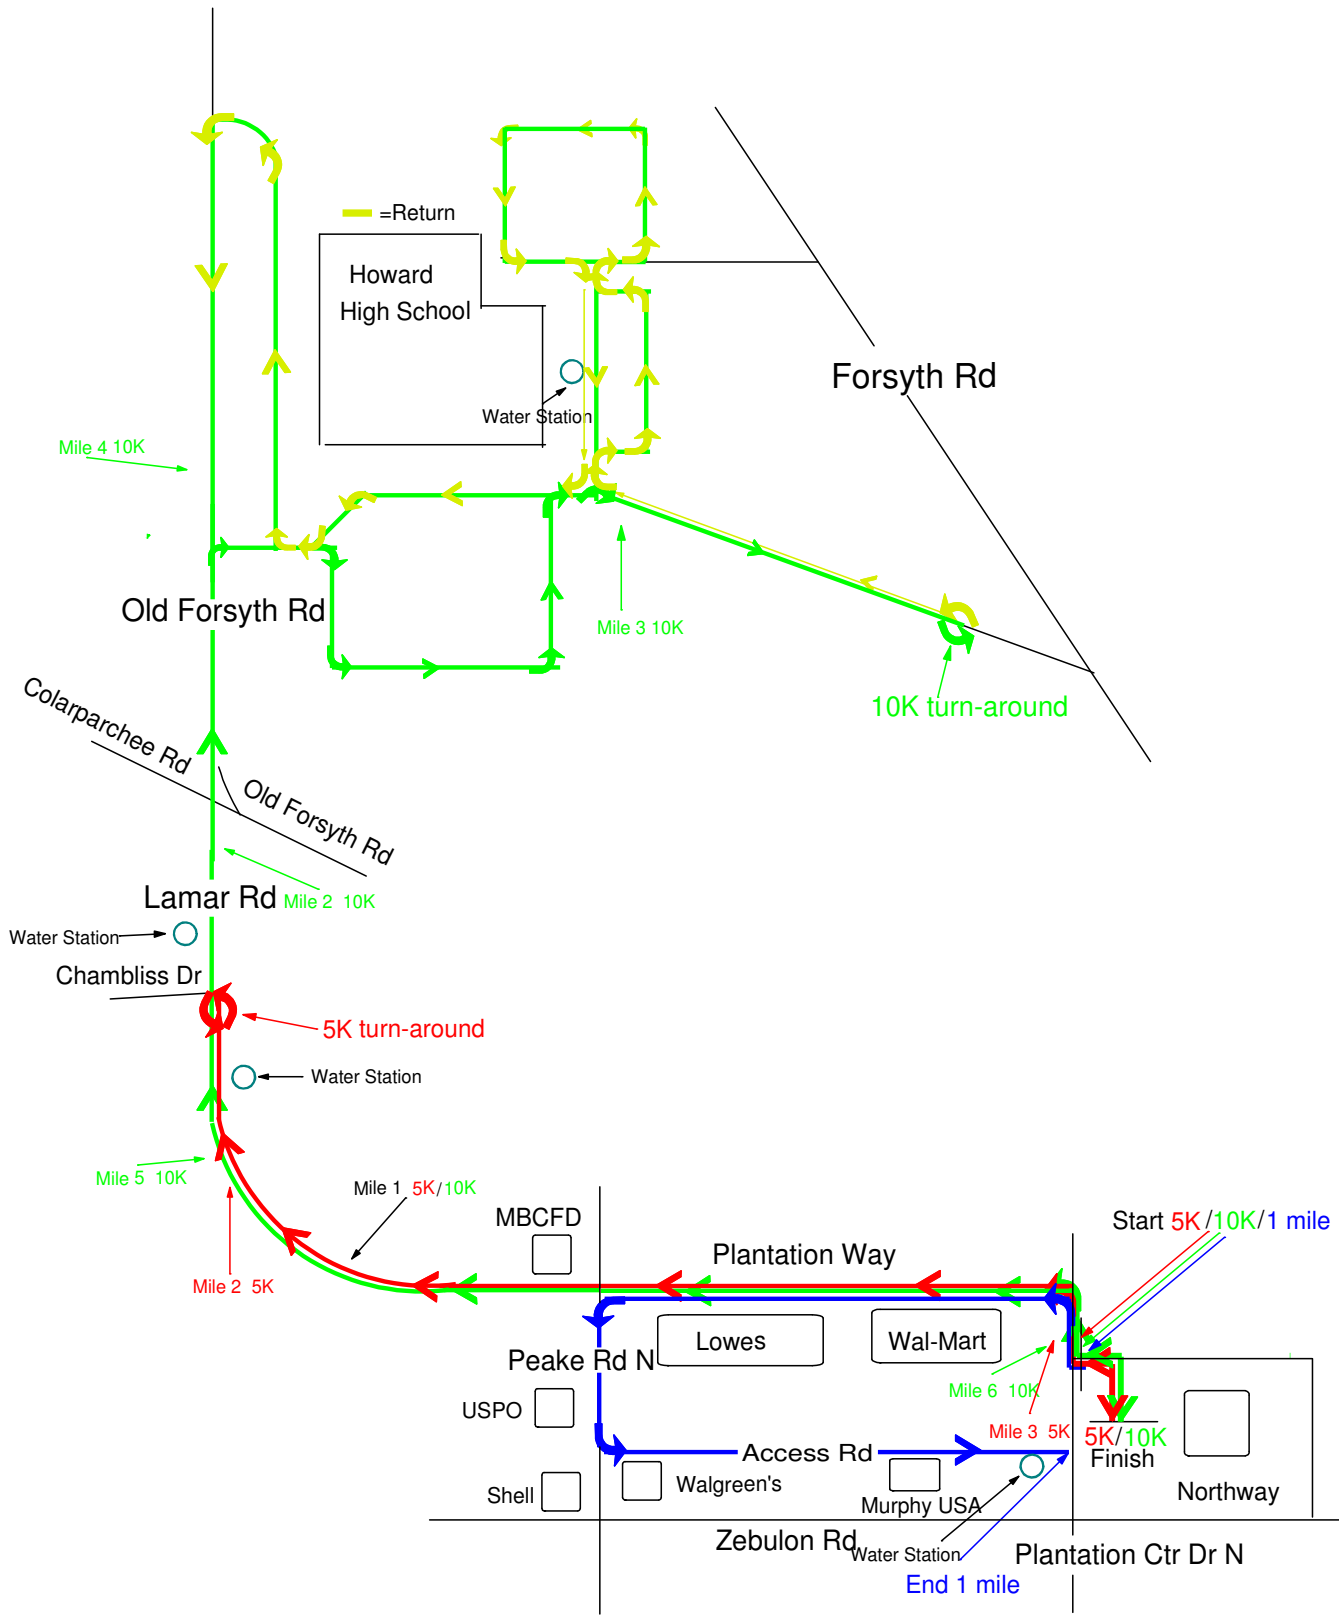 =Return
Howard
High School
Forsyth Rd
Water Station
Mile 4 10K
Mile 3 10K
Old Forsyth Rd
10K turn-around
Colarparchee Rd
Old Forsyth Rd
Lamar Rd
Mile 2 10K
Water Station
Chambliss Dr
5K turn-around
Water Station
Mile 5 10K
Mile 1 5K/10K
Mile 2 5K
MBCFD
Plantation Way
Start 5K/10K/1 mile
Lowes
Wal-Mart
Peake Rd N
Mile 6 10K
USPO
Mile 3 5K
5K/10K
Finish
Access Rd
Shell
Walgreen's
Murphy USA
Northway
Zebulon Rd
Water Station
Plantation Ctr Dr N
End 1 mile